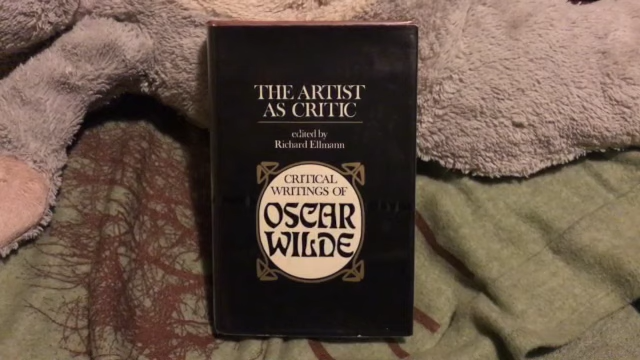 THE ARTIST
AS CRITIC
edited by
Richard Ellmann
CRITICAL
WRITINGS OF
OSCAR
WILDE